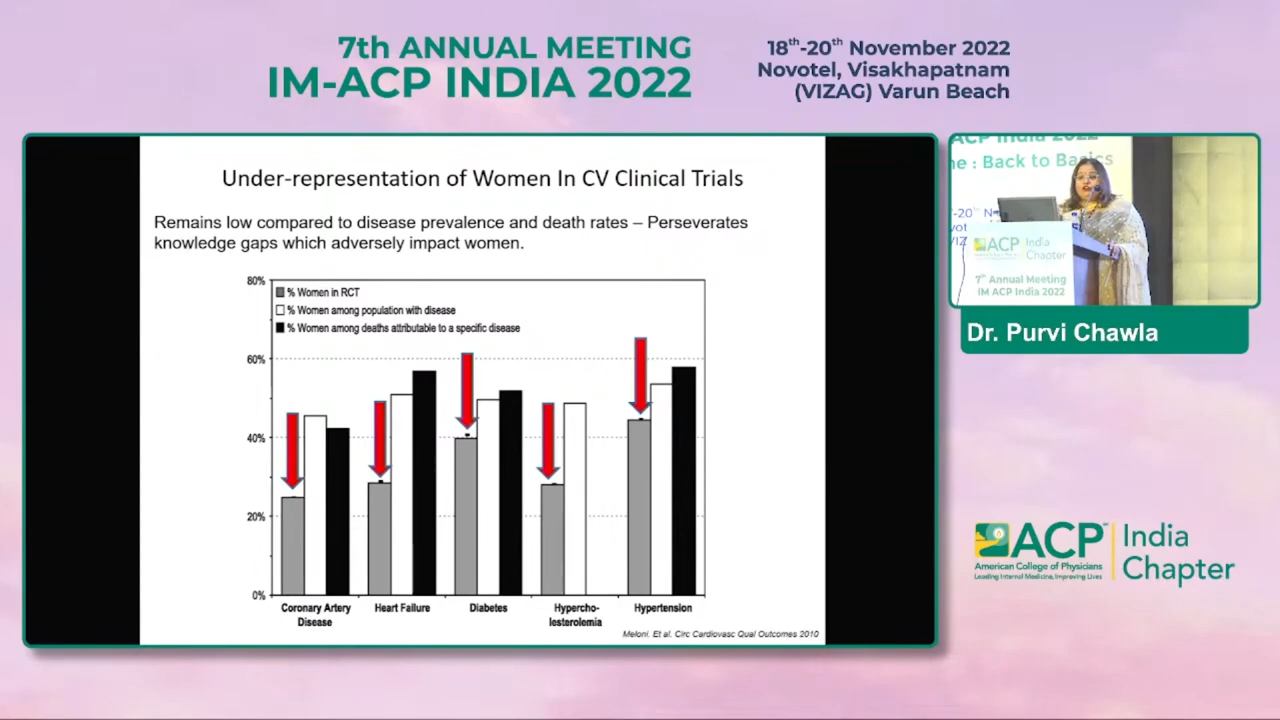 7th ANNUAL MEETING
IM-ACP INDIA 2022
18th-20th November 2022
Novotel, Visakhapatnam
(VIZAG) Varun Beach
Under-representation of Women In CV Clinical Trials
Remains low compared to disease prevalence and death rates – Perseverates
knowledge gaps which adversely impact women.
80%
60%
40%
20%
0%
% Women in RCT
% Women among population with disease
% Women among deaths attributable to a specific disease
Coronary Artery
Disease
Heart Failure
Diabetes
Hypercho-
lesterolemia
Hypertension
Meloni. Et al. Circ Cardiovasc Qual Outcomes 2010
ACP India 2022
: Back to Basics
ACP India
Chapter
7th Annual Meeting
IM ACP India 2022
Dr. Purvi Chawla
ACP
American College of Physicians
Leading Internal Medicine, Improving Lives
India
Chapter